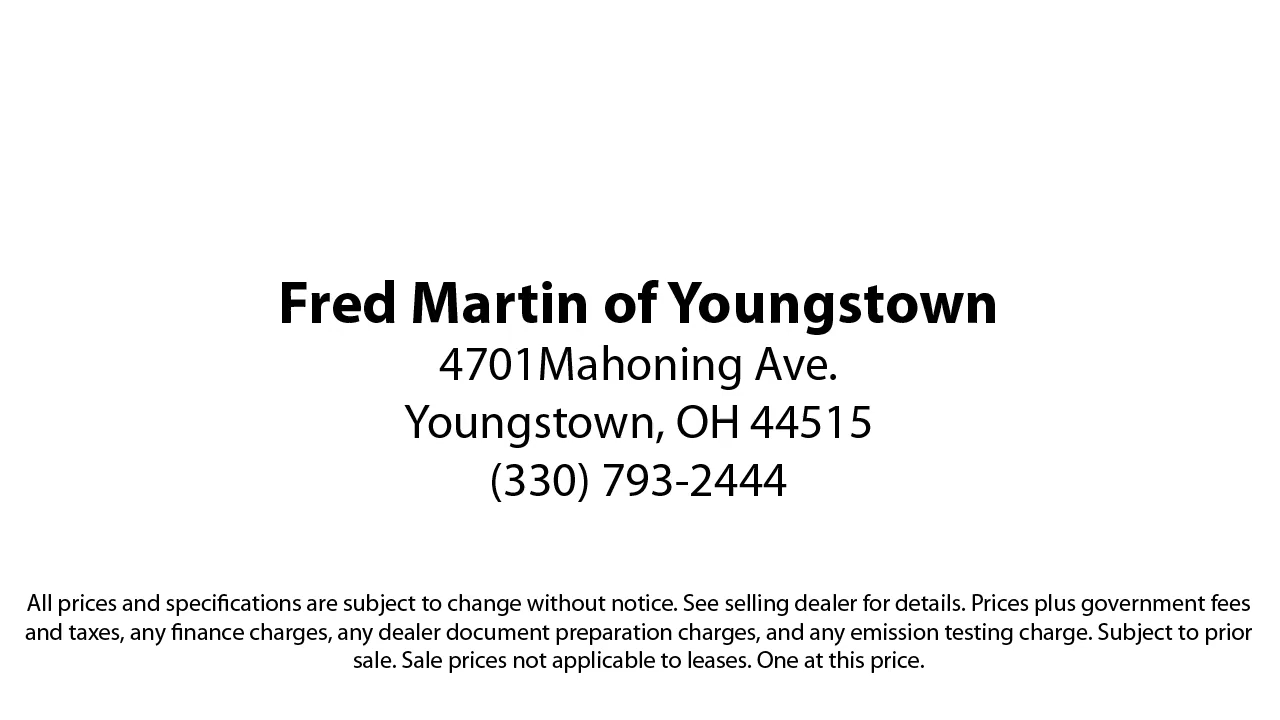 Fred Martin of Youngstown
4701Mahoning Ave.
Youngstown, OH 44515
(330) 793-2444
All prices and specifications are subject to change without notice. See selling dealer for details. Prices plus government fees
and taxes, any finance charges, any dealer document preparation charges, and any emission testing charge. Subject to prior
sale. Sale prices not applicable to leases. One at this price.